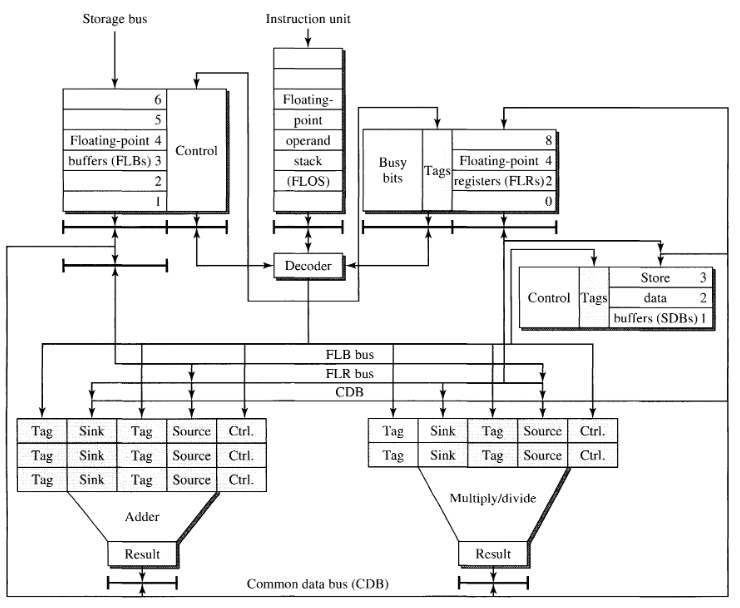 Storage bus
Instruction unit
6
5
Floating-point 4
buffers (FLBs) 3
2
1
Control
Floating-
point
operand
stack
(FLOS)
Busy
bits
Tags
8
Floating-point 4
registers (FLRs) 2
0
Decoder
Control
Tags
Store 3
data 2
buffers (SDBs) 1
FLB bus
FLR bus
CDB
Tag Sink Tag Source Ctrl.
Tag Sink Tag Source Ctrl.
Tag Sink Tag Source Ctrl.
Adder
Result
Tag Sink Tag Source Ctrl.
Tag Sink Tag Source Ctrl.
Multiply/divide
Result
Common data bus (CDB)